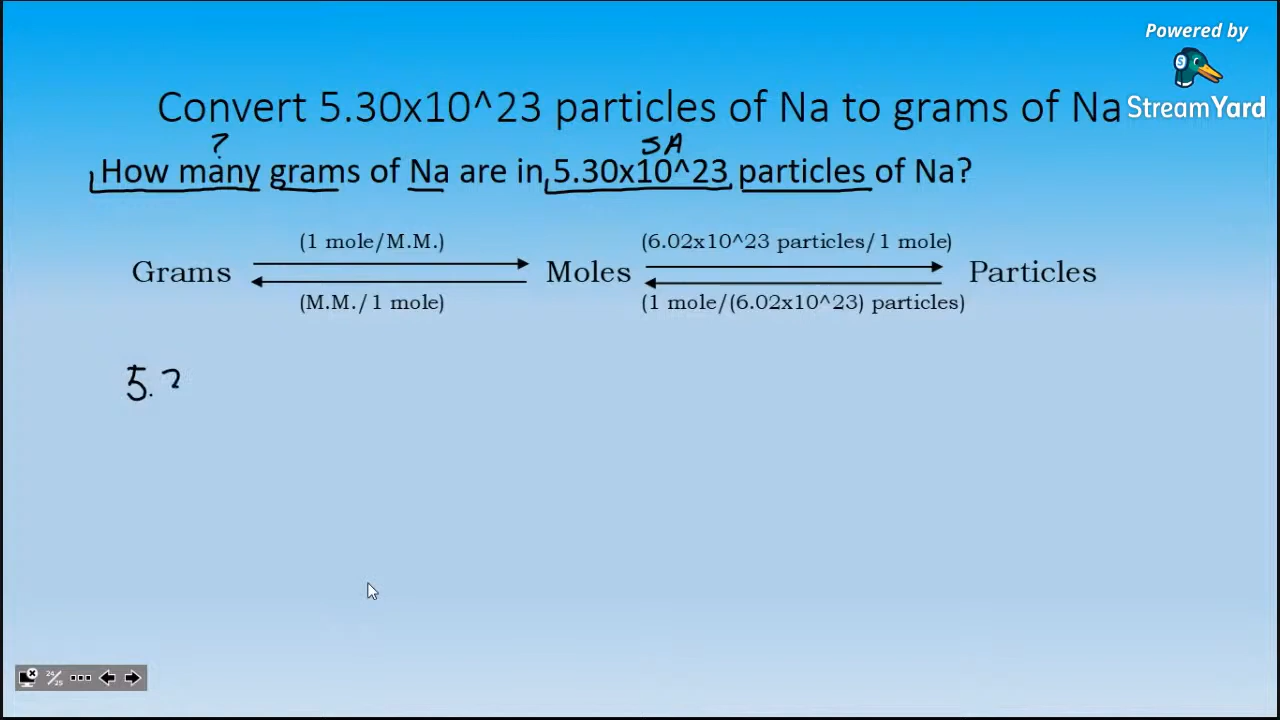 Powered by
StreamYard
Convert 5.30x10^23 particles of Na to grams of Na
? SA
How many grams of Na are in 5.30x10^23 particles of Na?
(1 mole/M.M.) (6.02x10^23 particles/1 mole)
Grams Moles Particles
(M.M./1 mole) (1 mole/(6.02x10^23) particles)
5.
24/25